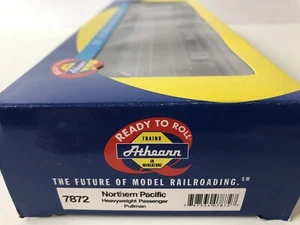 READY TO ROLL
TRAINS
Athearn
IN
MINIATURE
THE FUTURE OF MODEL RAILROADING.SM
7872
Northern Pacific
Heavyweight Passenger
Pullman